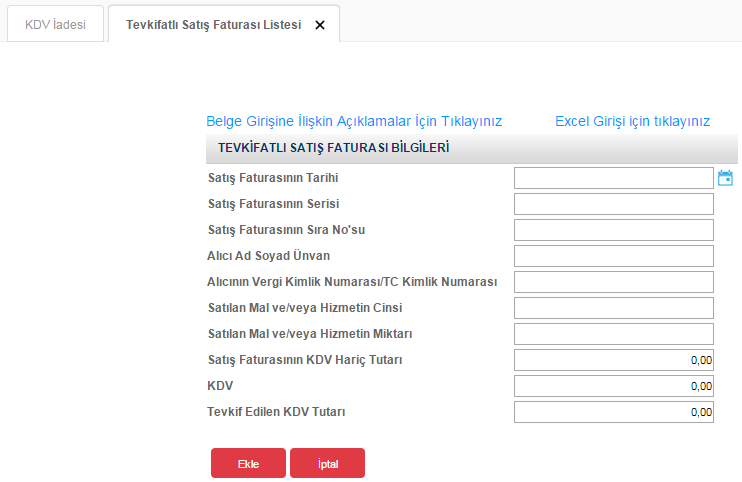 KDV İadesi
Tevkifatlı Satış Faturası Listesi
Belge Girişine İlişkin Açıklamalar İçin Tıklayınız
Excel Girişi için tıklayınız
TEVKİFATLI SATIŞ FATURASI BİLGİLERİ
Satış Faturasının Tarihi
Satış Faturasının Serisi
Satış Faturasının Sıra No'su
Alıcı Ad Soyad Ünvan
Alıcının Vergi Kimlik Numarası/TC Kimlik Numarası
Satılan Mal ve/veya Hizmetin Cinsi
Satılan Mal ve/veya Hizmetin Miktarı
Satış Faturasının KDV Hariç Tutarı 0,00
KDV 0,00
Tevkif Edilen KDV Tutarı 0,00
Ekle
İptal